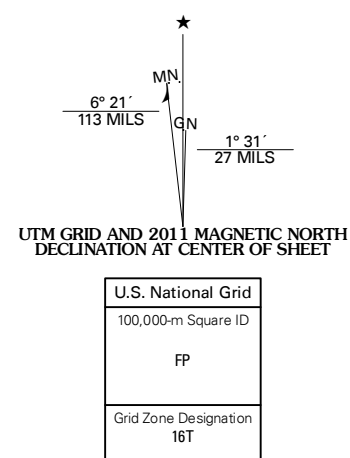 ★
M.N.
6° 21´
113 MILS
GN
1° 31´
27 MILS
UTM GRID AND 2011 MAGNETIC NORTH
DECLINATION AT CENTER OF SHEET
U.S. National Grid
100,000-m Square ID
FP
Grid Zone Designation
16T